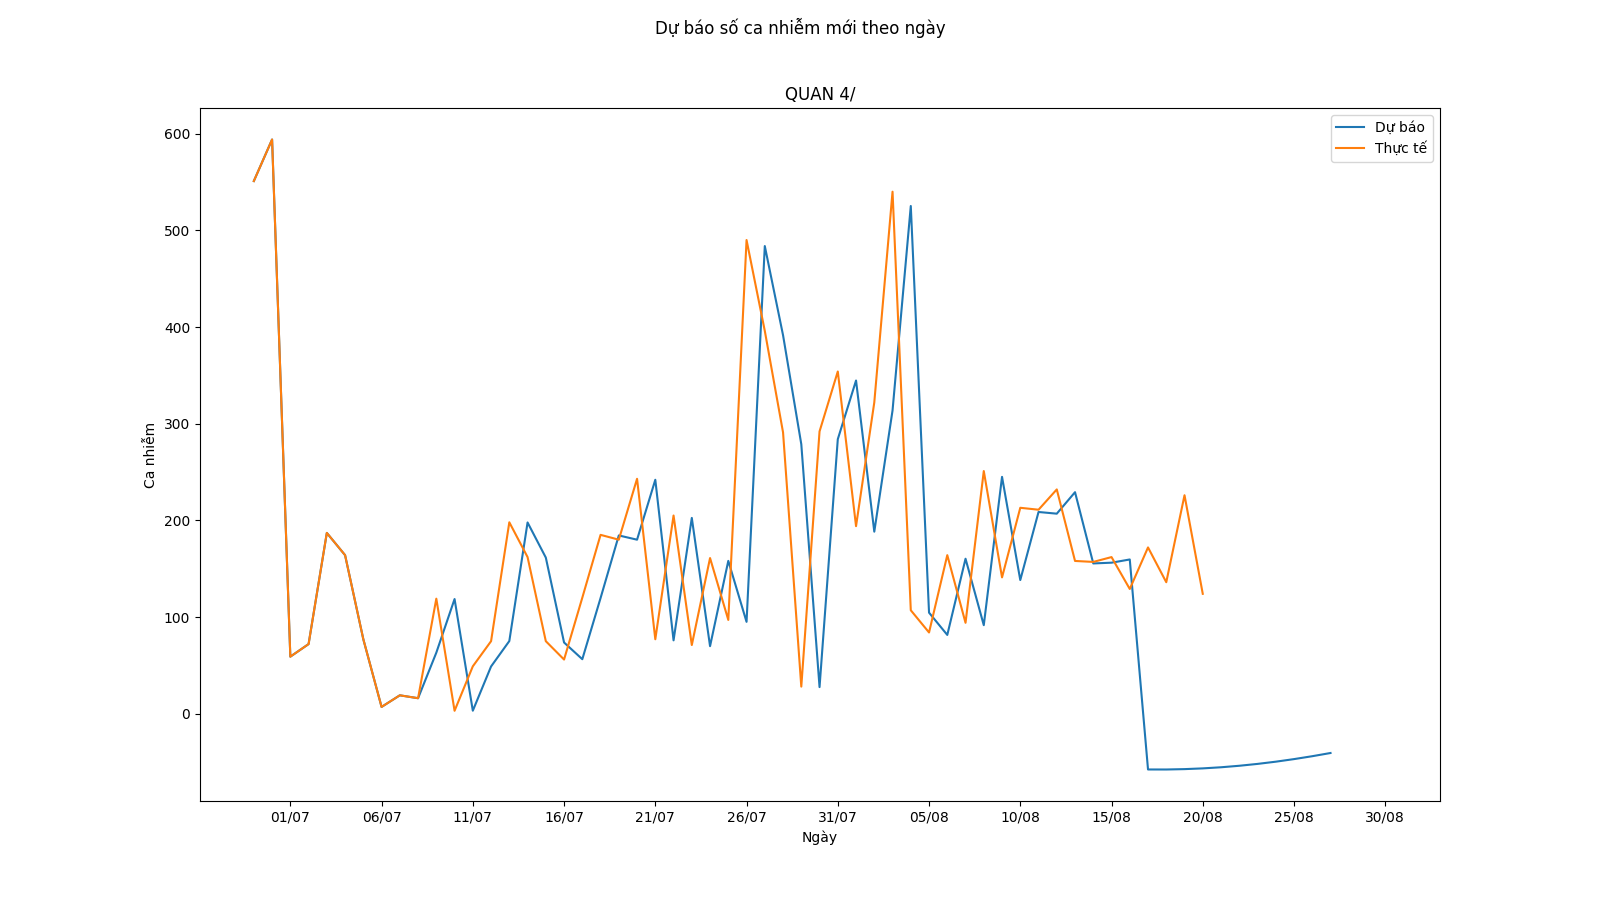 Dự báo số ca nhiễm mới theo ngày
QUAN 4/
Dự báo
Thực tế
600
500
400
300
200
100
0
Ca nhiễm
01/07 06/07 11/07 16/07 21/07 26/07 31/07 05/08 10/08 15/08 20/08 25/08 30/08
Ngày